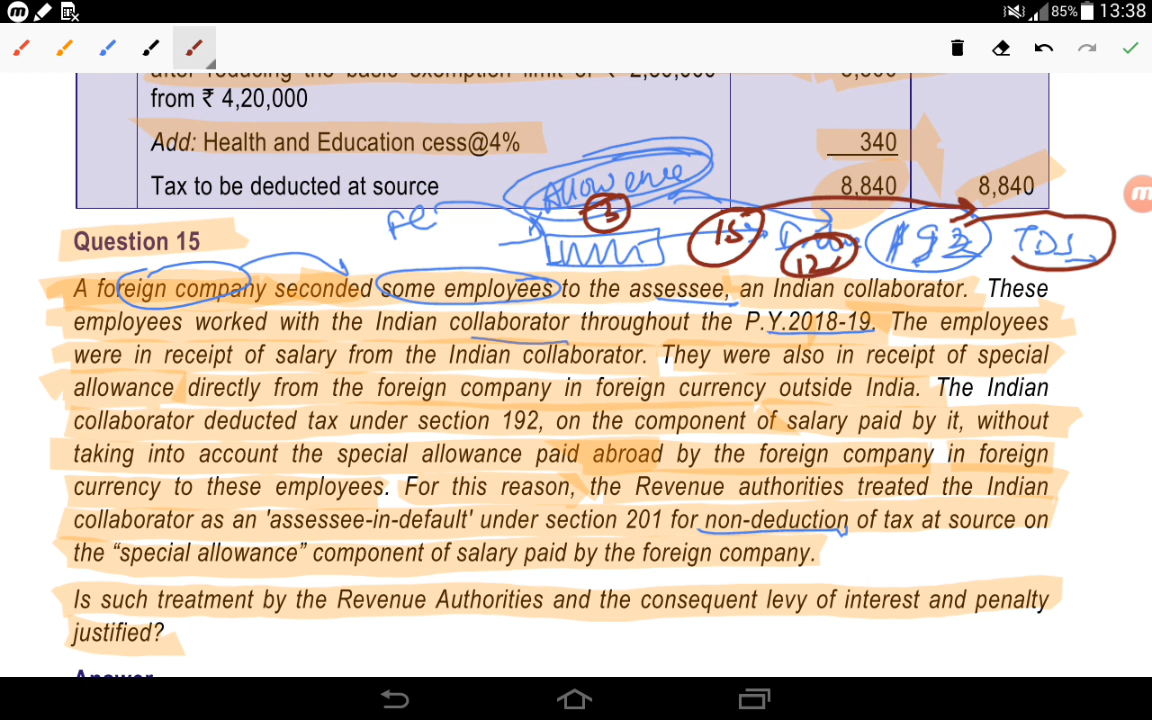 85% 13:38
from ₹ 4,20,000
Add: Health and Education cess@4% 340
Tax to be deducted at source 8,840 8,840
Allowance
Fe
3
15
12
$
TDS
Question 15
A foreign company seconded some employees to the assessee, an Indian collaborator. These
employees worked with the Indian collaborator throughout the P.Y.2018-19. The employees
were in receipt of salary from the Indian collaborator. They were also in receipt of special
allowance directly from the foreign company in foreign currency outside India. The Indian
collaborator deducted tax under section 192, on the component of salary paid by it, without
taking into account the special allowance paid abroad by the foreign company in foreign
currency to these employees. For this reason, the Revenue authorities treated the Indian
collaborator as an 'assessee-in-default' under section 201 for non-deduction of tax at source on
the “special allowance” component of salary paid by the foreign company.
Is such treatment by the Revenue Authorities and the consequent levy of interest and penalty
justified?